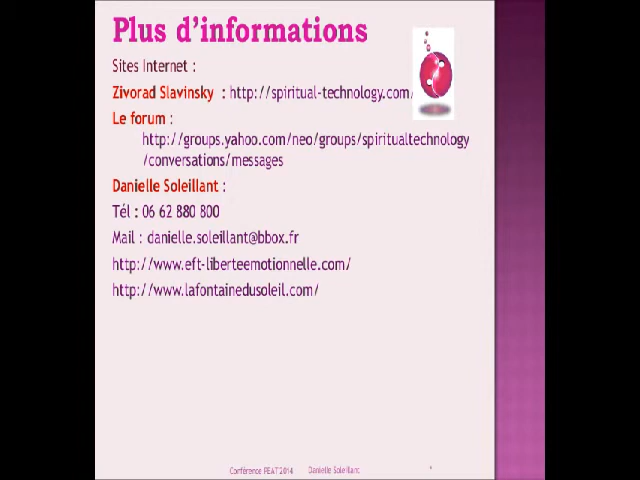 Plus d'informations
Sites Internet :
Zivorad Slavinsky : http://spiritual-technology.com/
Le forum :
http://groups.yahoo.com/neo/groups/spiritualtechnology
/conversations/messages
Danielle Soleillant :
Tél : 06 62 880 800
Mail : danielle.soleillant@bbox.fr
http://www.eft-liberteemotionnelle.com/
http://www.lafontainedusoleil.com/
Conférence PEAT 2014 Danielle Soleillant